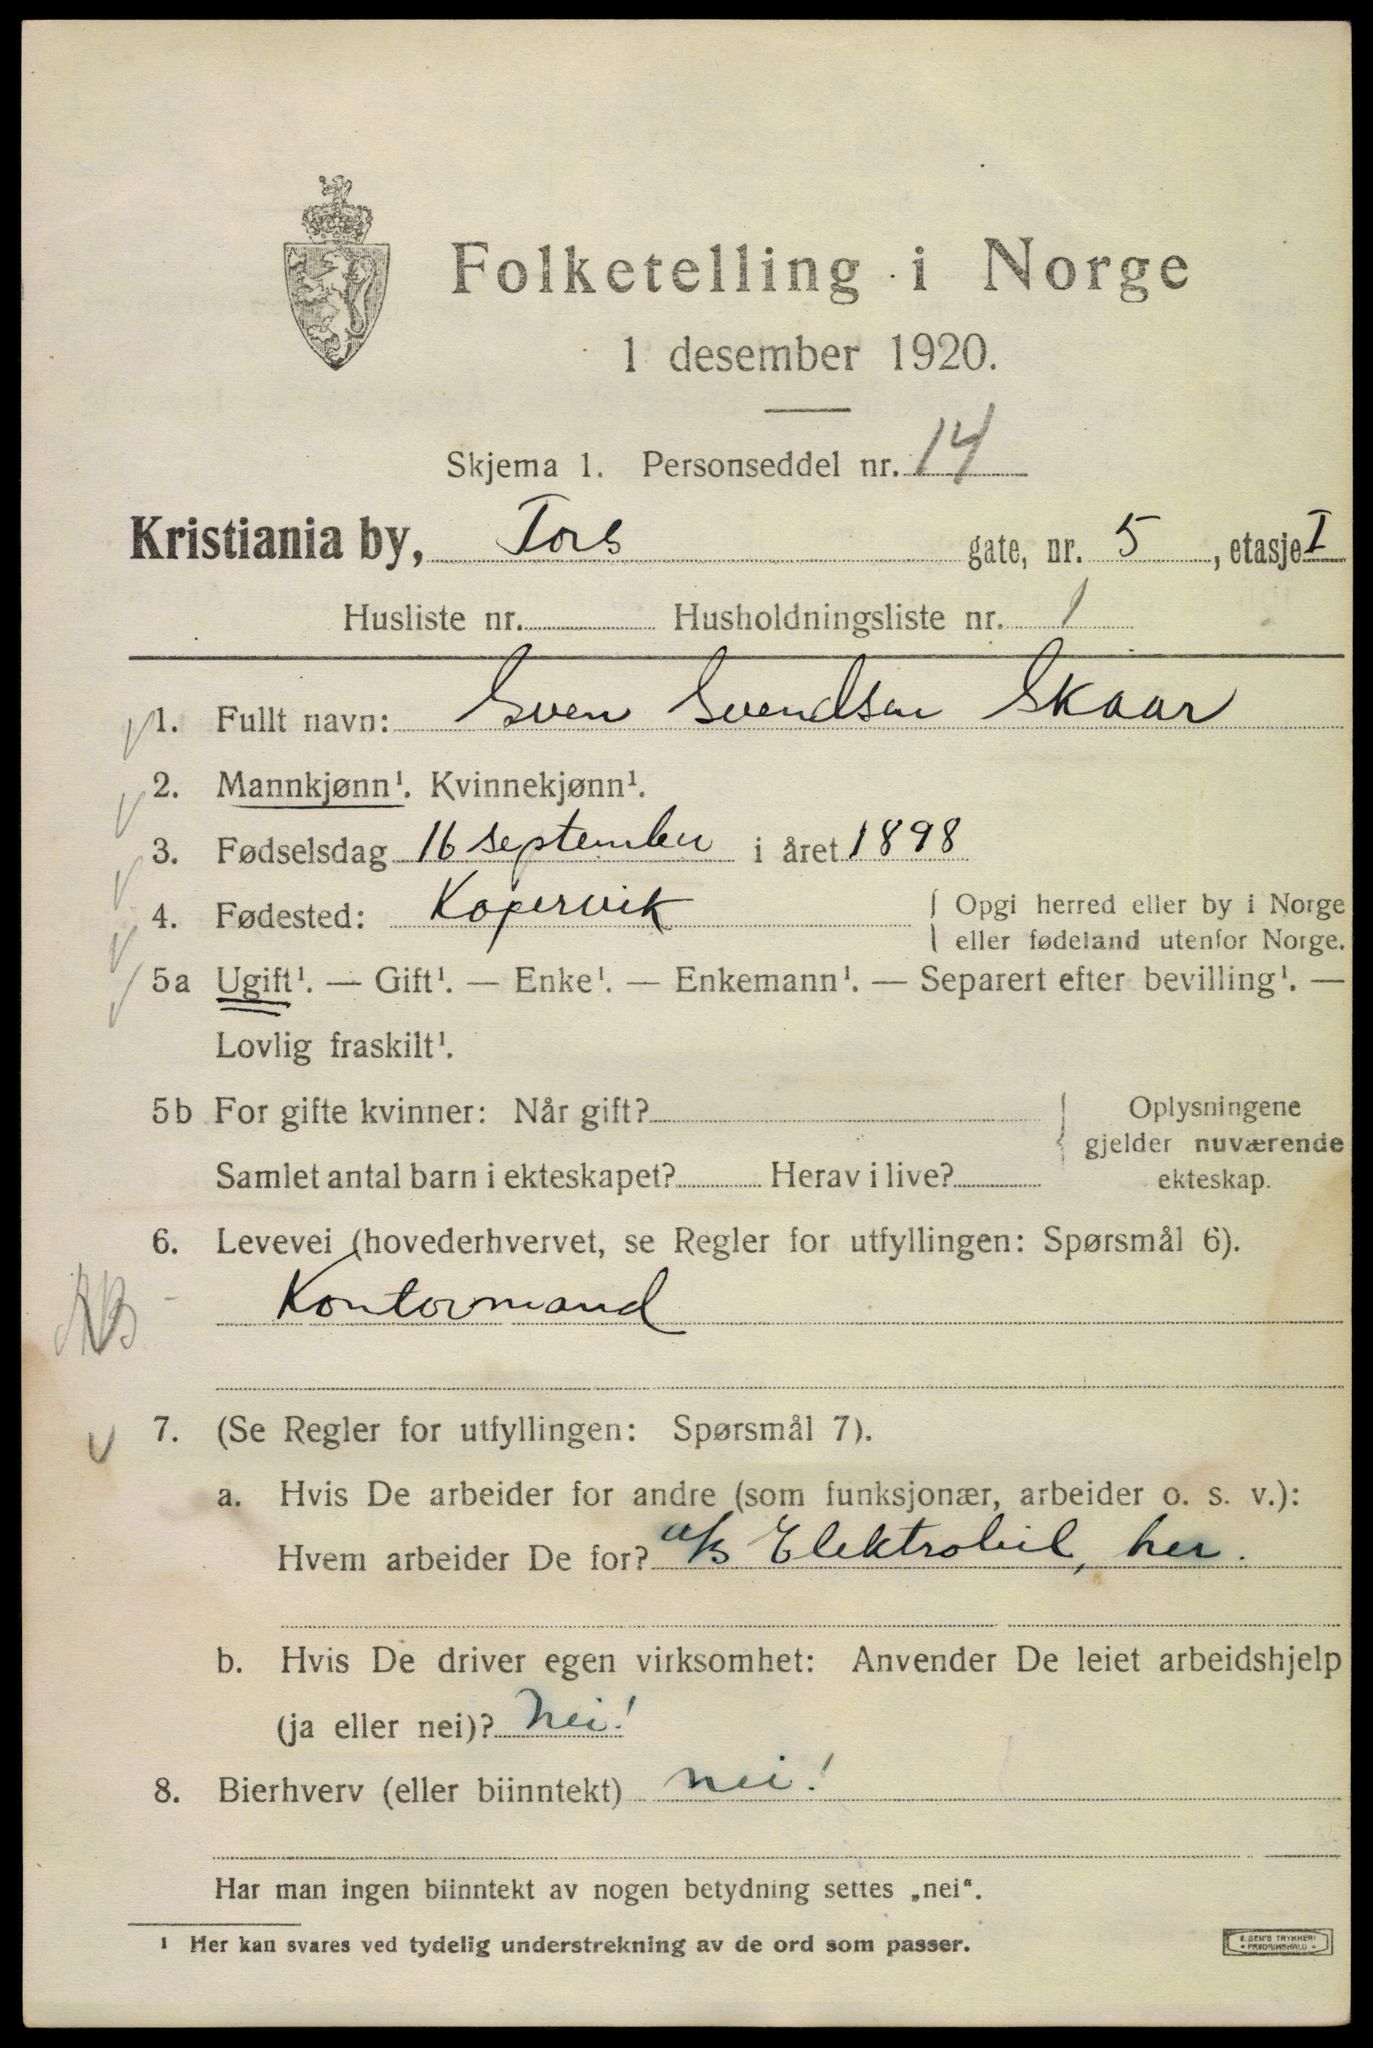 Folketelling i Norge
1 desember 1920.
Skjema 1. Personseddel nr. 14
Kristiania by, Tors gate, nr. 5, etasje I
Husliste nr. Husholdningsliste nr. 1
1. Fullt navn: Sven Svendsen Skaar
2. Mannkjønn¹. Kvinnekjønn¹.
3. Fødselsdag 16 september i året 1898
4. Fødested: Kopervik { Opgi herred eller by i Norge
eller fødeland utenfor Norge.
5a Ugift¹. — Gift¹. — Enke¹. — Enkemann¹. — Separert efter bevilling¹. —
Lovlig fraskilt¹.
5b For gifte kvinner: Når gift? { Oplysningene
gjelder nuværende
Samlet antal barn i ekteskapet? Herav i live? ekteskap.
6. Levevei (hovederhvervet, se Regler for utfyllingen: Spørsmål 6).
Kontormand
7. (Se Regler for utfyllingen: Spørsmål 7).
a. Hvis De arbeider for andre (som funksjonær, arbeider o. s. v.):
Hvem arbeider De for? a/s Elektrobil, her.
b. Hvis De driver egen virksomhet: Anvender De leiet arbeidshjelp
(ja eller nei)? Nei!
8. Bierhverv (eller biinntekt) nei!
Har man ingen biinntekt av nogen betydning settes „nei“.
¹ Her kan svares ved tydelig understrekning av de ord som passer.
E. SEM'S TRYKKERI
• FREDRIKSHALD •